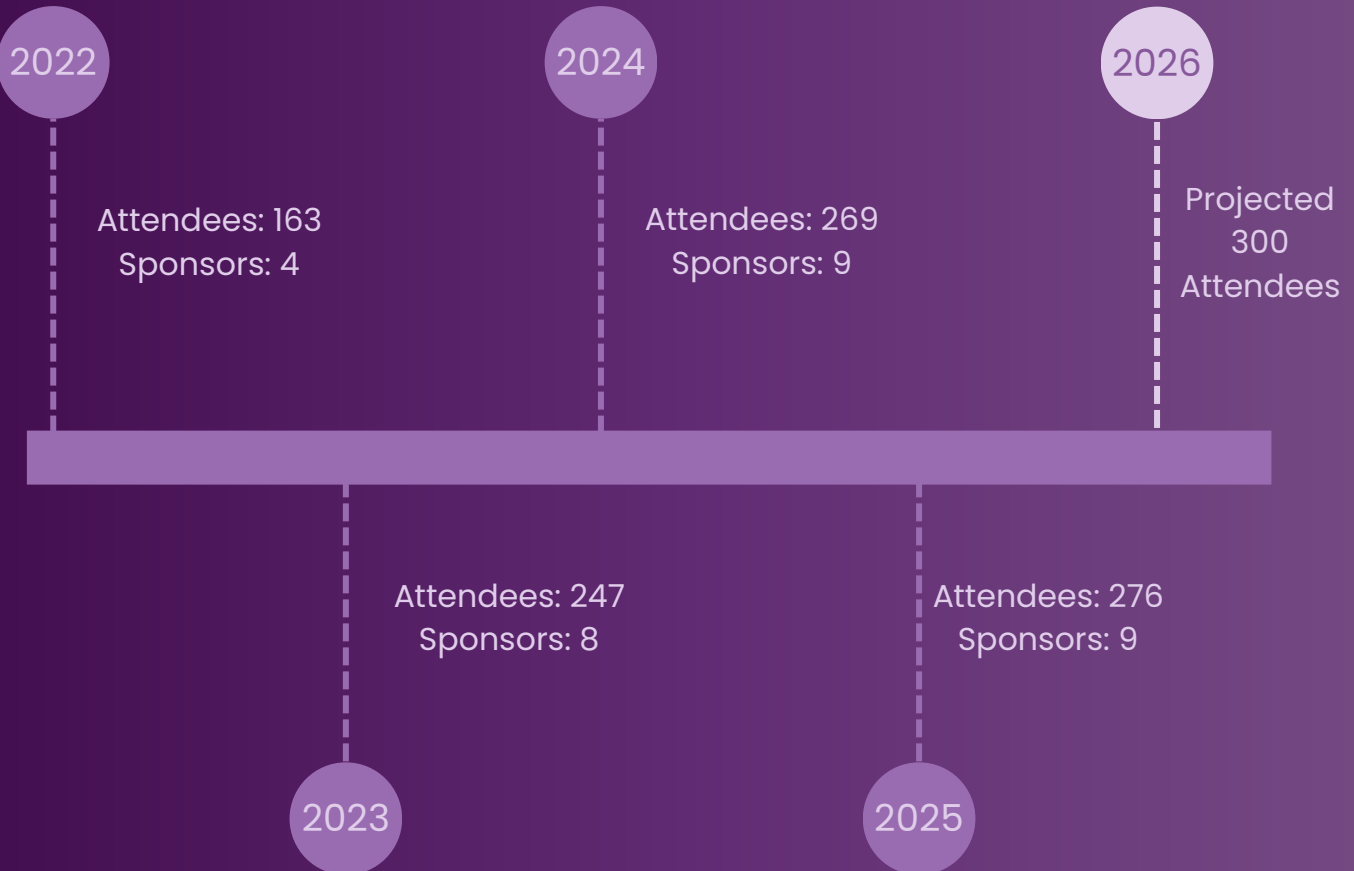 2022
Attendees: 163
Sponsors: 4
2023
Attendees: 247
Sponsors: 8
2024
Attendees: 269
Sponsors: 9
2025
Attendees: 276
Sponsors: 9
2026
Projected
300
Attendees